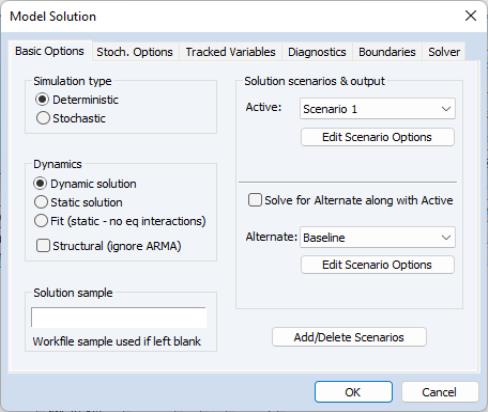 Model Solution
Basic Options Stoch. Options Tracked Variables Diagnostics Boundaries Solver
Simulation type
Deterministic
Stochastic
Dynamics
Dynamic solution
Static solution
Fit (static - no eq interactions)
Structural (ignore ARMA)
Solution sample
Workfile sample used if left blank
Solution scenarios & output
Active: Scenario 1
Edit Scenario Options
Solve for Alternate along with Active
Alternate: Baseline
Edit Scenario Options
Add/Delete Scenarios
OK Cancel